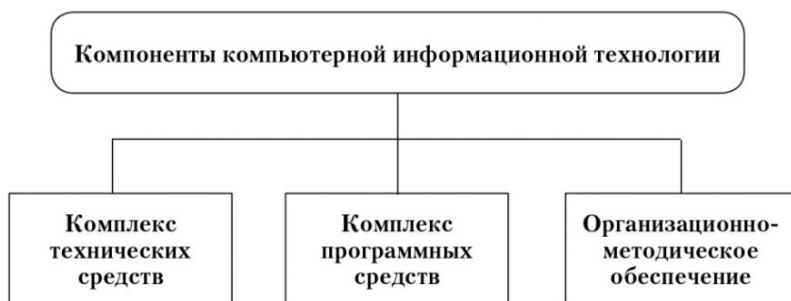 Компоненты компьютерной информационной технологии
Комплекс
технических
средств
Комплекс
программных
средств
Организационно-
методическое
обеспечение